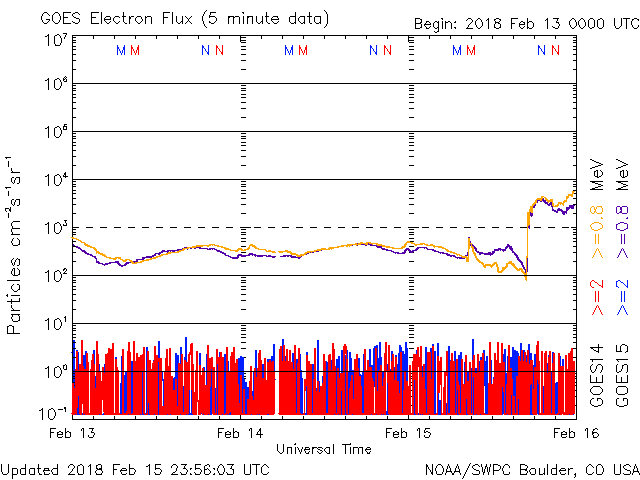 GOES Electron Flux (5 minute data)
Begin: 2018 Feb 13 0000 UTC
M M N N M M N N M M N N
10⁷
10⁶
10⁵
10⁴
10³
10²
10¹
10⁰
10⁻¹
Particles cm⁻²s⁻¹sr⁻¹
Feb 13 Feb 14 Feb 15 Feb 16
Universal Time
GOES14 >=2 >=0.8 MeV
GOES15 >=2 >=0.8 MeV
Updated 2018 Feb 15 23:56:03 UTC
NOAA/SWPC Boulder, CO USA